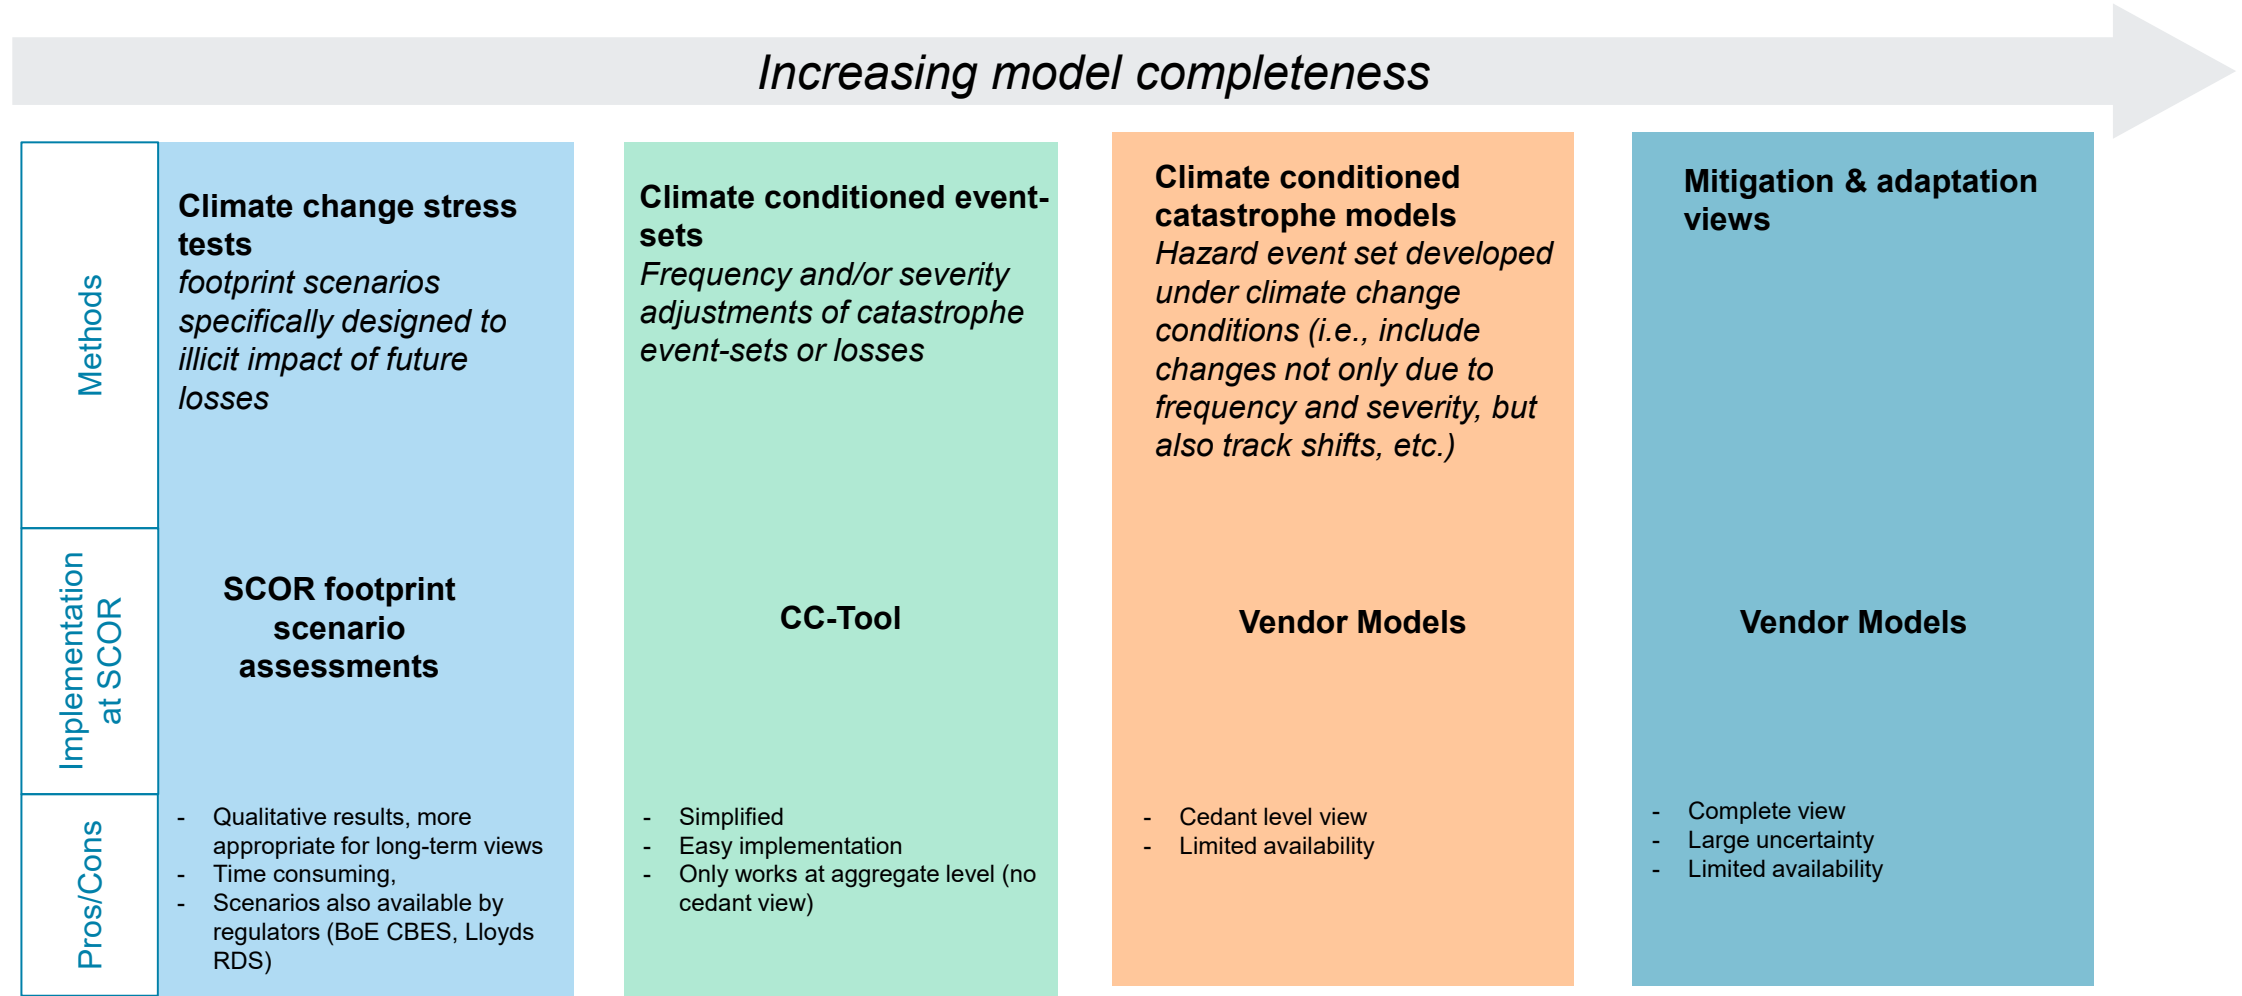 Increasing model completeness
Methods
Climate change stress
tests
footprint scenarios
specifically designed to
illicit impact of future
losses
Climate conditioned event-
sets
Frequency and/or severity
adjustments of catastrophe
event-sets or losses
Climate conditioned
catastrophe models
Hazard event set developed
under climate change
conditions (i.e., include
changes not only due to
frequency and severity, but
also track shifts, etc.)
Mitigation & adaptation
views
Implementation
at SCOR
SCOR footprint
scenario
assessments
CC-Tool
Vendor Models
Vendor Models
Pros/Cons
- Qualitative results, more
appropriate for long-term views
- Time consuming,
- Scenarios also available by
regulators (BoE CBES, Lloyds
RDS)
- Simplified
- Easy implementation
- Only works at aggregate level (no
cedant view)
- Cedant level view
- Limited availability
- Complete view
- Large uncertainty
- Limited availability